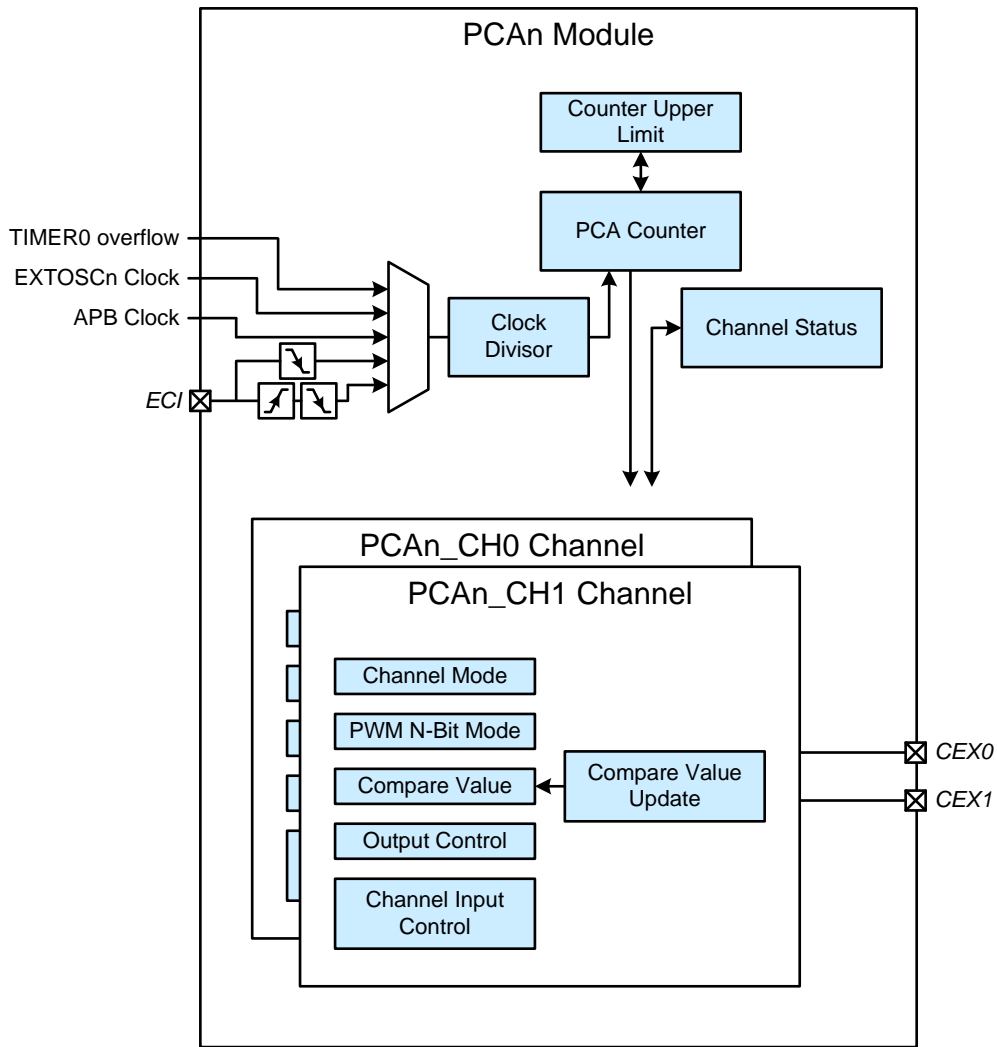 PCAn Module
Counter Upper
Limit
PCA Counter
TIMER0 overflow
EXTOSCn Clock
APB Clock
ECI
Clock
Divisor
Channel Status
PCAn_CH0 Channel
PCAn_CH1 Channel
Channel Mode
PWM N-Bit Mode
Compare Value
Compare Value
Update
Output Control
Channel Input
Control
CEX0
CEX1